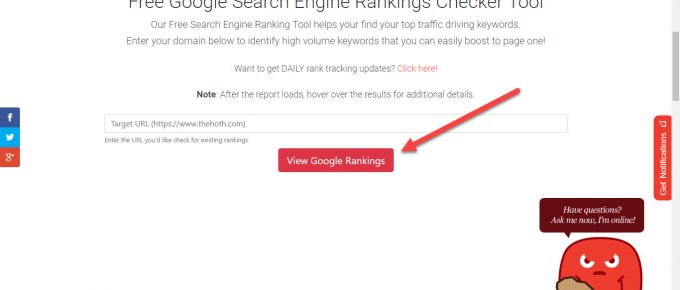 Free Google Search Engine Rankings Checker Tool
Our Free Search Engine Ranking Tool helps your find your top traffic driving keywords.
Enter your domain below to identify high volume keywords that you can easily boost to page one!
Want to get DAILY rank tracking updates? Click here!
Note: After the report loads, hover over the results for additional details.
Target URL (https://www.thehoth.com)
Enter the URL you'd like check for existing rankings
View Google Rankings
Get Notifications
Have questions?
Ask me now, I'm online!